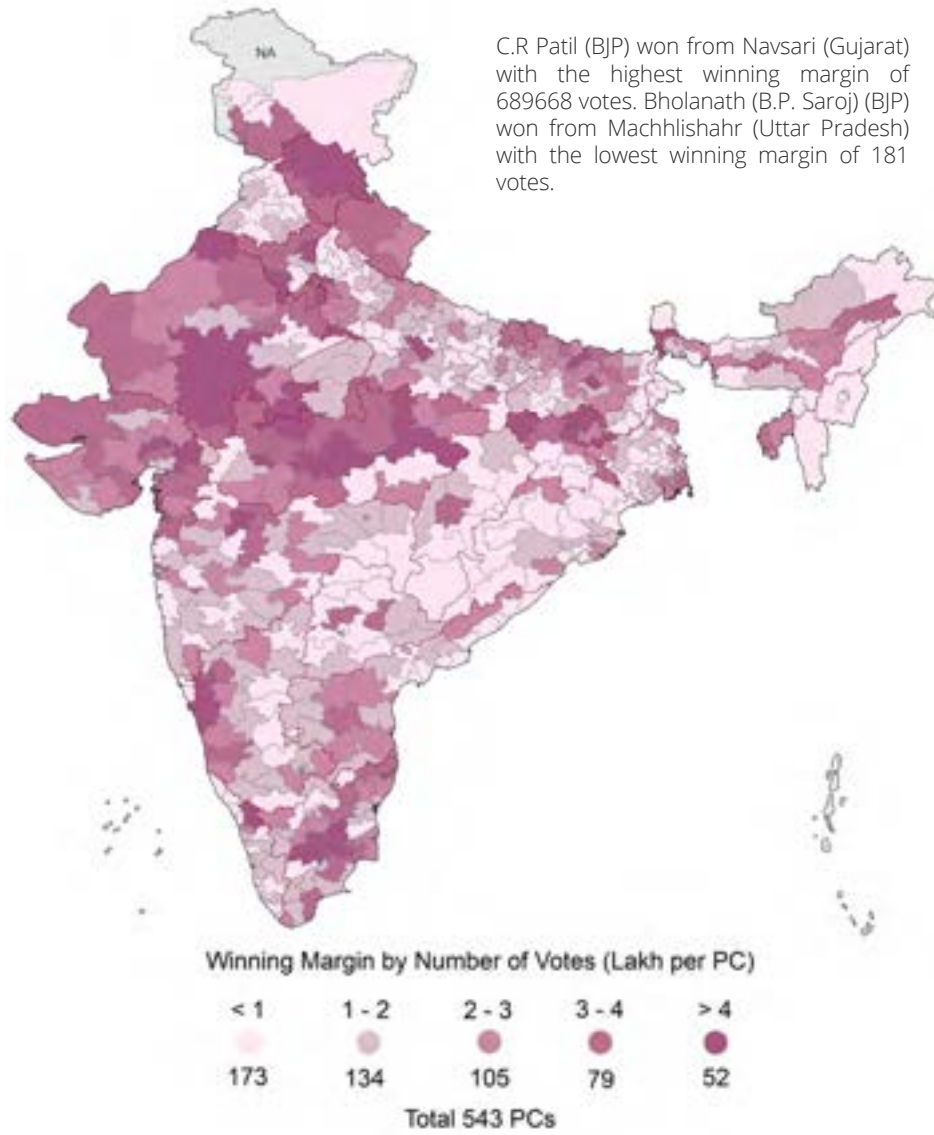 NA
C.R Patil (BJP) won from Navsari (Gujarat)
with the highest winning margin of
689668 votes. Bholanath (B.P. Saroj) (BJP)
won from Machhlishahr (Uttar Pradesh)
with the lowest winning margin of 181
votes.
Winning Margin by Number of Votes (Lakh per PC)
< 1 1 - 2 2 - 3 3 - 4 > 4
173 134 105 79 52
Total 543 PCs